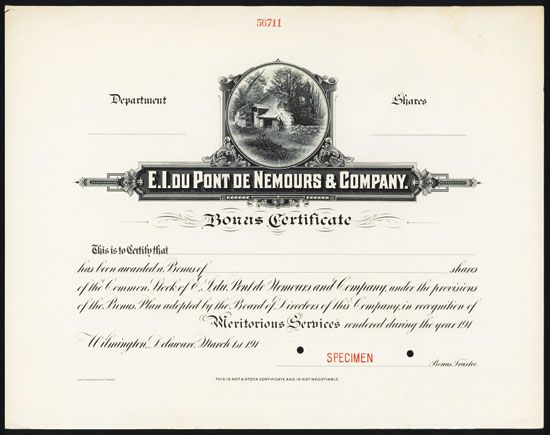 56711
Department
Shares
E.I. DU PONT DE NEMOURS & COMPANY.
Bonus Certificate
This is to Certify that
has been awarded a Bonus of shares
of the Common Stock of E.I. du Pont de Nemours and Company, under the provisions
of the Bonus Plan adopted by the Board of Directors of this Company, in recognition of
Meritorious Services rendered during the year 191
Wilmington, Delaware, March 1st, 191
SPECIMEN
Bonus Trustee.
THIS IS NOT A STOCK CERTIFICATE AND IS NOT NEGOTIABLE